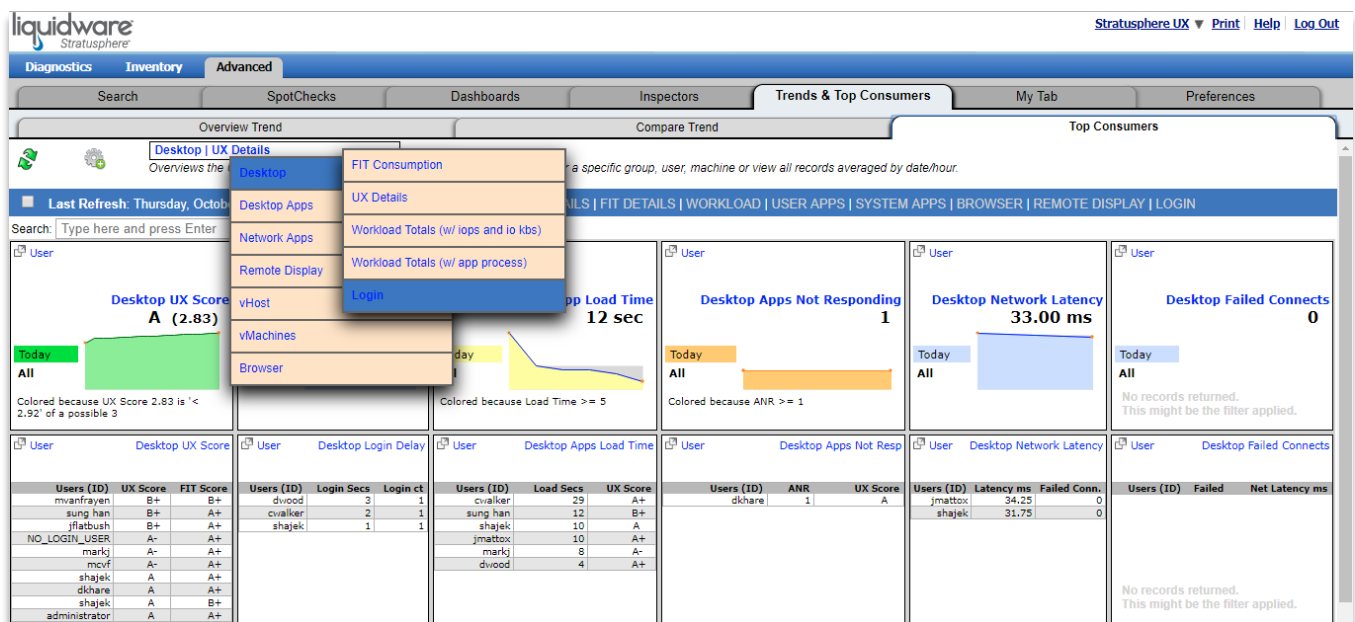 liquidware
Stratusphere
Stratusphere UX ▼ Print Help Log Out
Diagnostics Inventory Advanced
Search SpotChecks Dashboards Inspectors Trends & Top Consumers My Tab Preferences
Overview Trend Compare Trend Top Consumers
Desktop | UX Details
Overviews the a specific group, user, machine or view all records averaged by date/hour.
Desktop
Desktop Apps
Network Apps
Remote Display
vHost
vMachines
Browser
FIT Consumption
UX Details
Workload Totals (w/ iops and io kbs)
Workload Totals (w/ app process)
Login
Last Refresh: Thursday, | FIT DETAILS | WORKLOAD | USER APPS | SYSTEM APPS | BROWSER | REMOTE DISPLAY | LOGIN
Search: Type here and press Enter
User
Desktop UX Score
A (2.83)
Today
All
Colored because UX Score 2.83 is '<
2.92' of a possible 3
Load Time
12 sec
Colored because Load Time >= 5
User
Desktop Apps Not Responding
1
Today
All
Colored because ANR >= 1
User
Desktop Network Latency
33.00 ms
Today
All
User
Desktop Failed Connects
0
Today
All
No records returned.
This might be the filter applied.
User Desktop UX Score
Users (ID) UX Score FIT Score
mvanfrayen B+ B+
sung han B+ A+
jflatbush B+ A+
NO_LOGIN_USER A- A+
markj A- A+
mcvf A- A+
shajek A A+
dkhare A A+
shajek A B+
administrator A A+
User Desktop Login Delay
Users (ID) Login Secs Login ct
dwood 3 1
cwalker 2 1
shajek 1 1
User Desktop Apps Load Time
Users (ID) Load Secs UX Score
cwalker 29 A+
sung han 12 B+
shajek 10 A
jmattox 10 A+
markj 8 A-
dwood 4 A+
User Desktop Apps Not Resp
Users (ID) ANR UX Score
dkhare 1 A
User Desktop Network Latency
Users (ID) Latency ms Failed Conn.
jmattox 34.25 0
shajek 31.75 0
User Desktop Failed Connects
Users (ID) Failed Net Latency ms
No records returned.
This might be the filter applied.